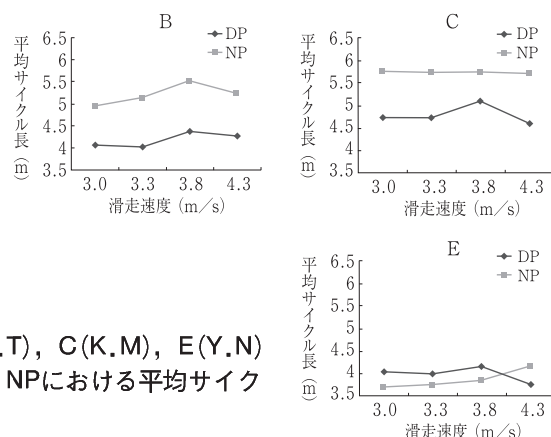 B
平均サイクル長（m）
6.5
6
5.5
5
4.5
4
3.5
DP
NP
3.0 3.3 3.8 4.3
滑走速度（m/s）
C
平均サイクル長（m）
6.5
6
5.5
5
4.5
4
3.5
DP
NP
3.0 3.3 3.8 4.3
滑走速度（m/s）
E
平均サイクル長（m）
6.5
6
5.5
5
4.5
4
3.5
DP
NP
3.0 3.3 3.8 4.3
滑走速度（m/s）
.T), C(K.M), E(Y.N)
NPにおける平均サイク